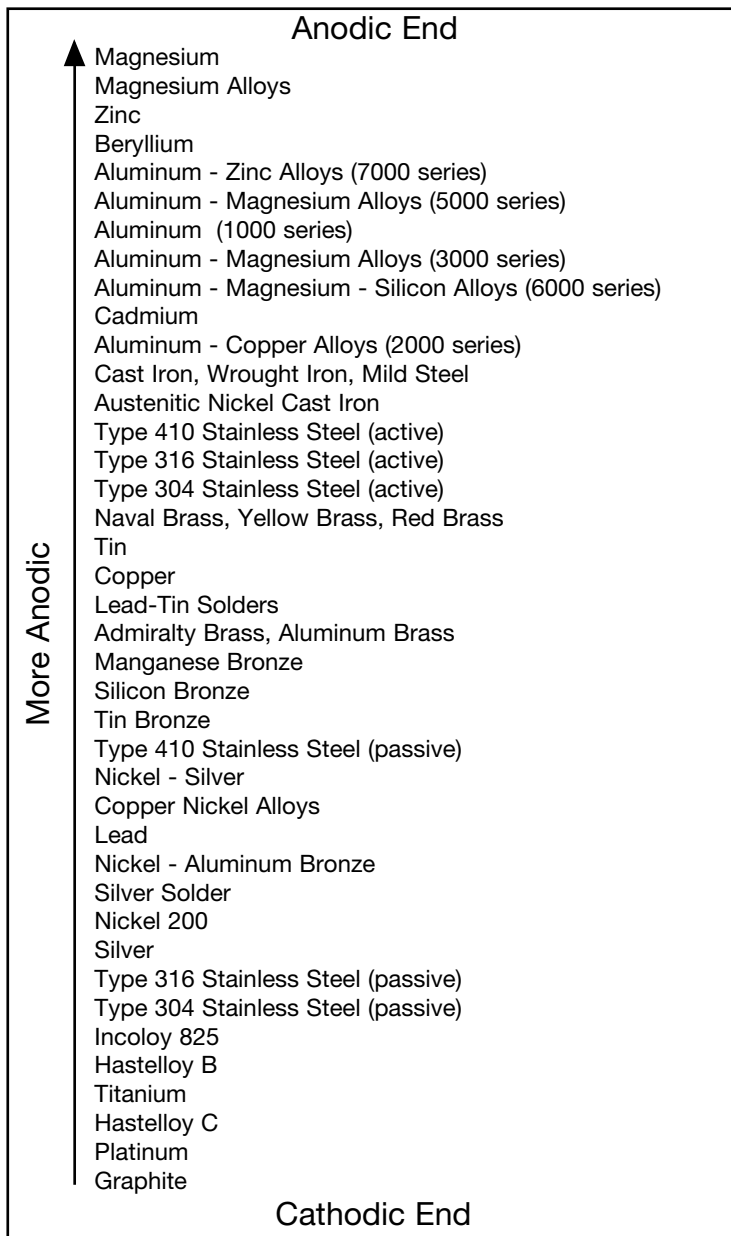 Anodic End
Magnesium
Magnesium Alloys
Zinc
Beryllium
Aluminum - Zinc Alloys (7000 series)
Aluminum - Magnesium Alloys (5000 series)
Aluminum (1000 series)
Aluminum - Magnesium Alloys (3000 series)
Aluminum - Magnesium - Silicon Alloys (6000 series)
Cadmium
Aluminum - Copper Alloys (2000 series)
Cast Iron, Wrought Iron, Mild Steel
Austenitic Nickel Cast Iron
Type 410 Stainless Steel (active)
Type 316 Stainless Steel (active)
Type 304 Stainless Steel (active)
Naval Brass, Yellow Brass, Red Brass
Tin
Copper
Lead-Tin Solders
Admiralty Brass, Aluminum Brass
Manganese Bronze
Silicon Bronze
Tin Bronze
Type 410 Stainless Steel (passive)
Nickel - Silver
Copper Nickel Alloys
Lead
Nickel - Aluminum Bronze
Silver Solder
Nickel 200
Silver
Type 316 Stainless Steel (passive)
Type 304 Stainless Steel (passive)
Incoloy 825
Hastelloy B
Titanium
Hastelloy C
Platinum
Graphite
Cathodic End
More Anodic